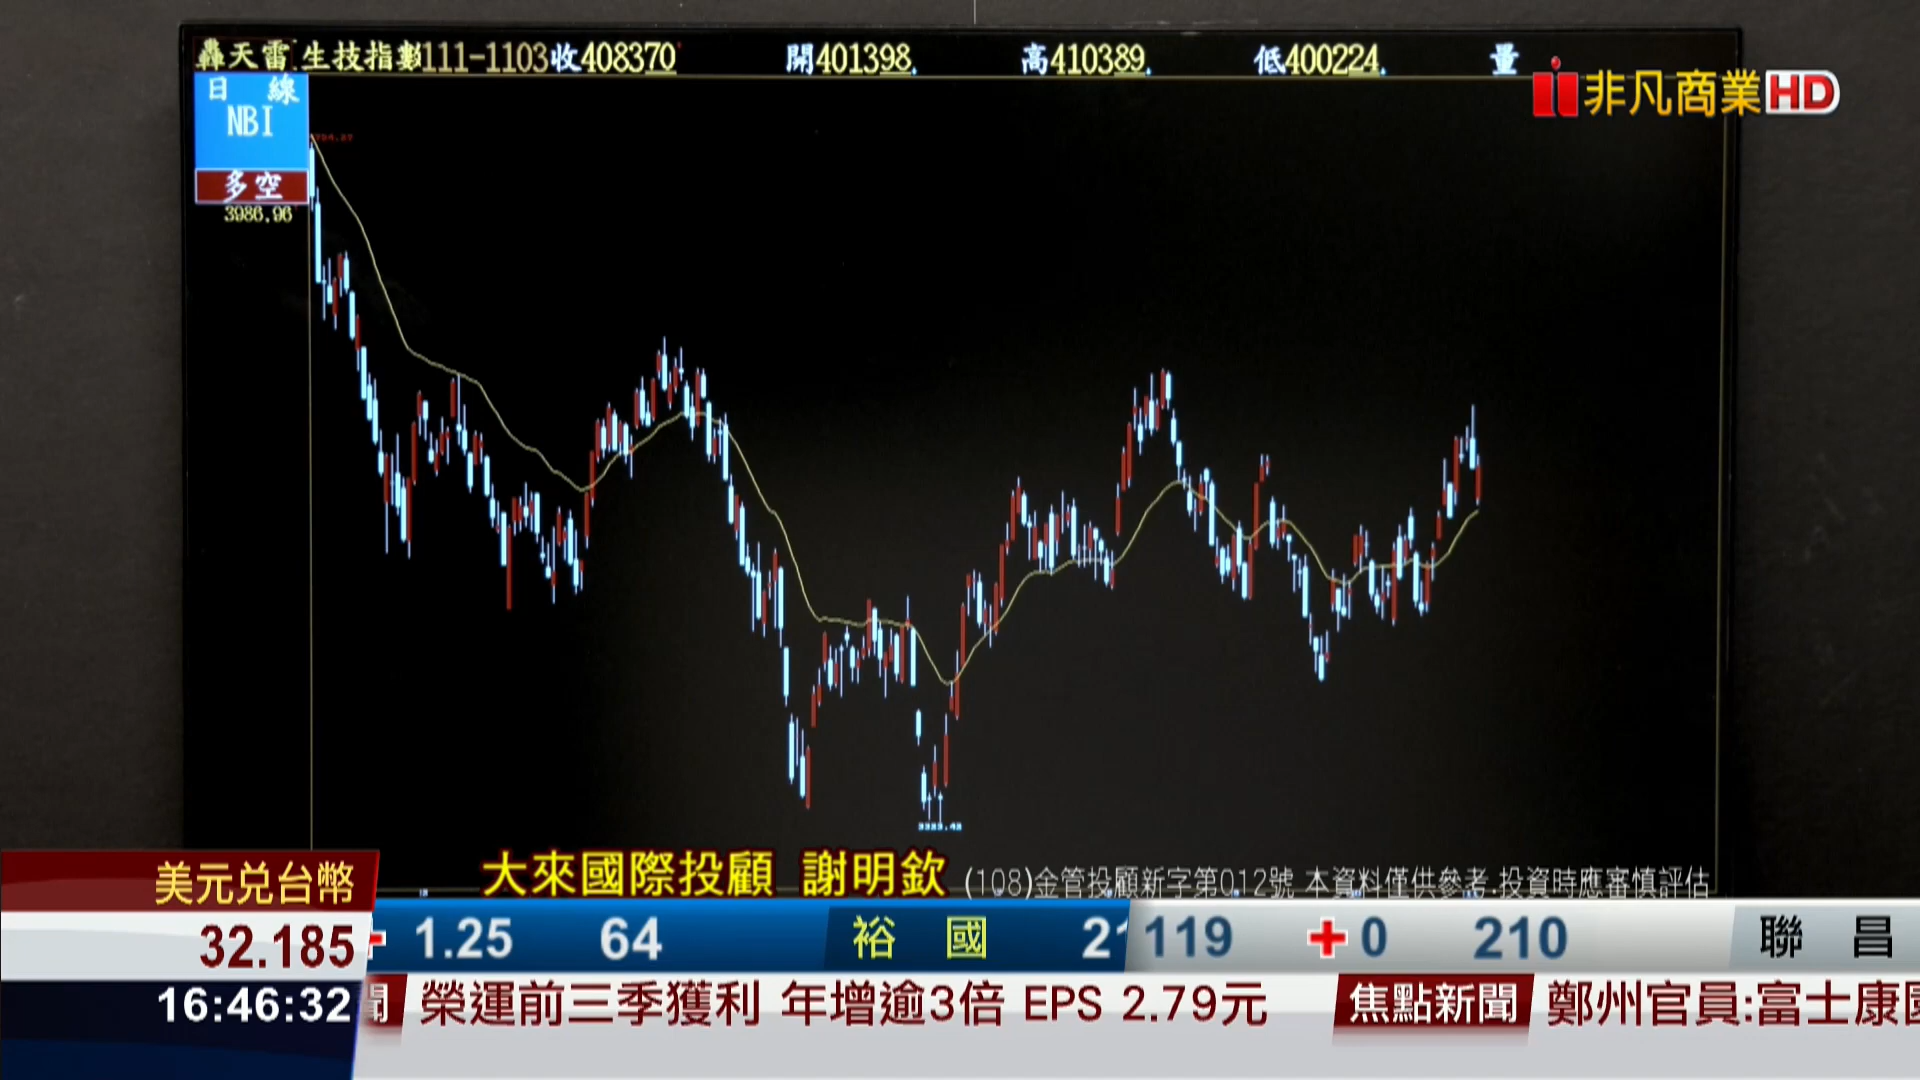 轟天雷 生技指數111-1103收408370 開401398 高410389 低400224 量
非凡商業HD
日 線
NBI
多空
3986.96
美元兌台幣
32.185
16:46:32
大來國際投顧 謝明欽
(108)金管投顧新字第012號 本資料僅供參考.投資時應審慎評估
1.25 64 裕 國 119 +0 210 聯 昌
榮運前三季獲利 年增逾3倍 EPS 2.79元 焦點新聞 鄭州官員:富士康